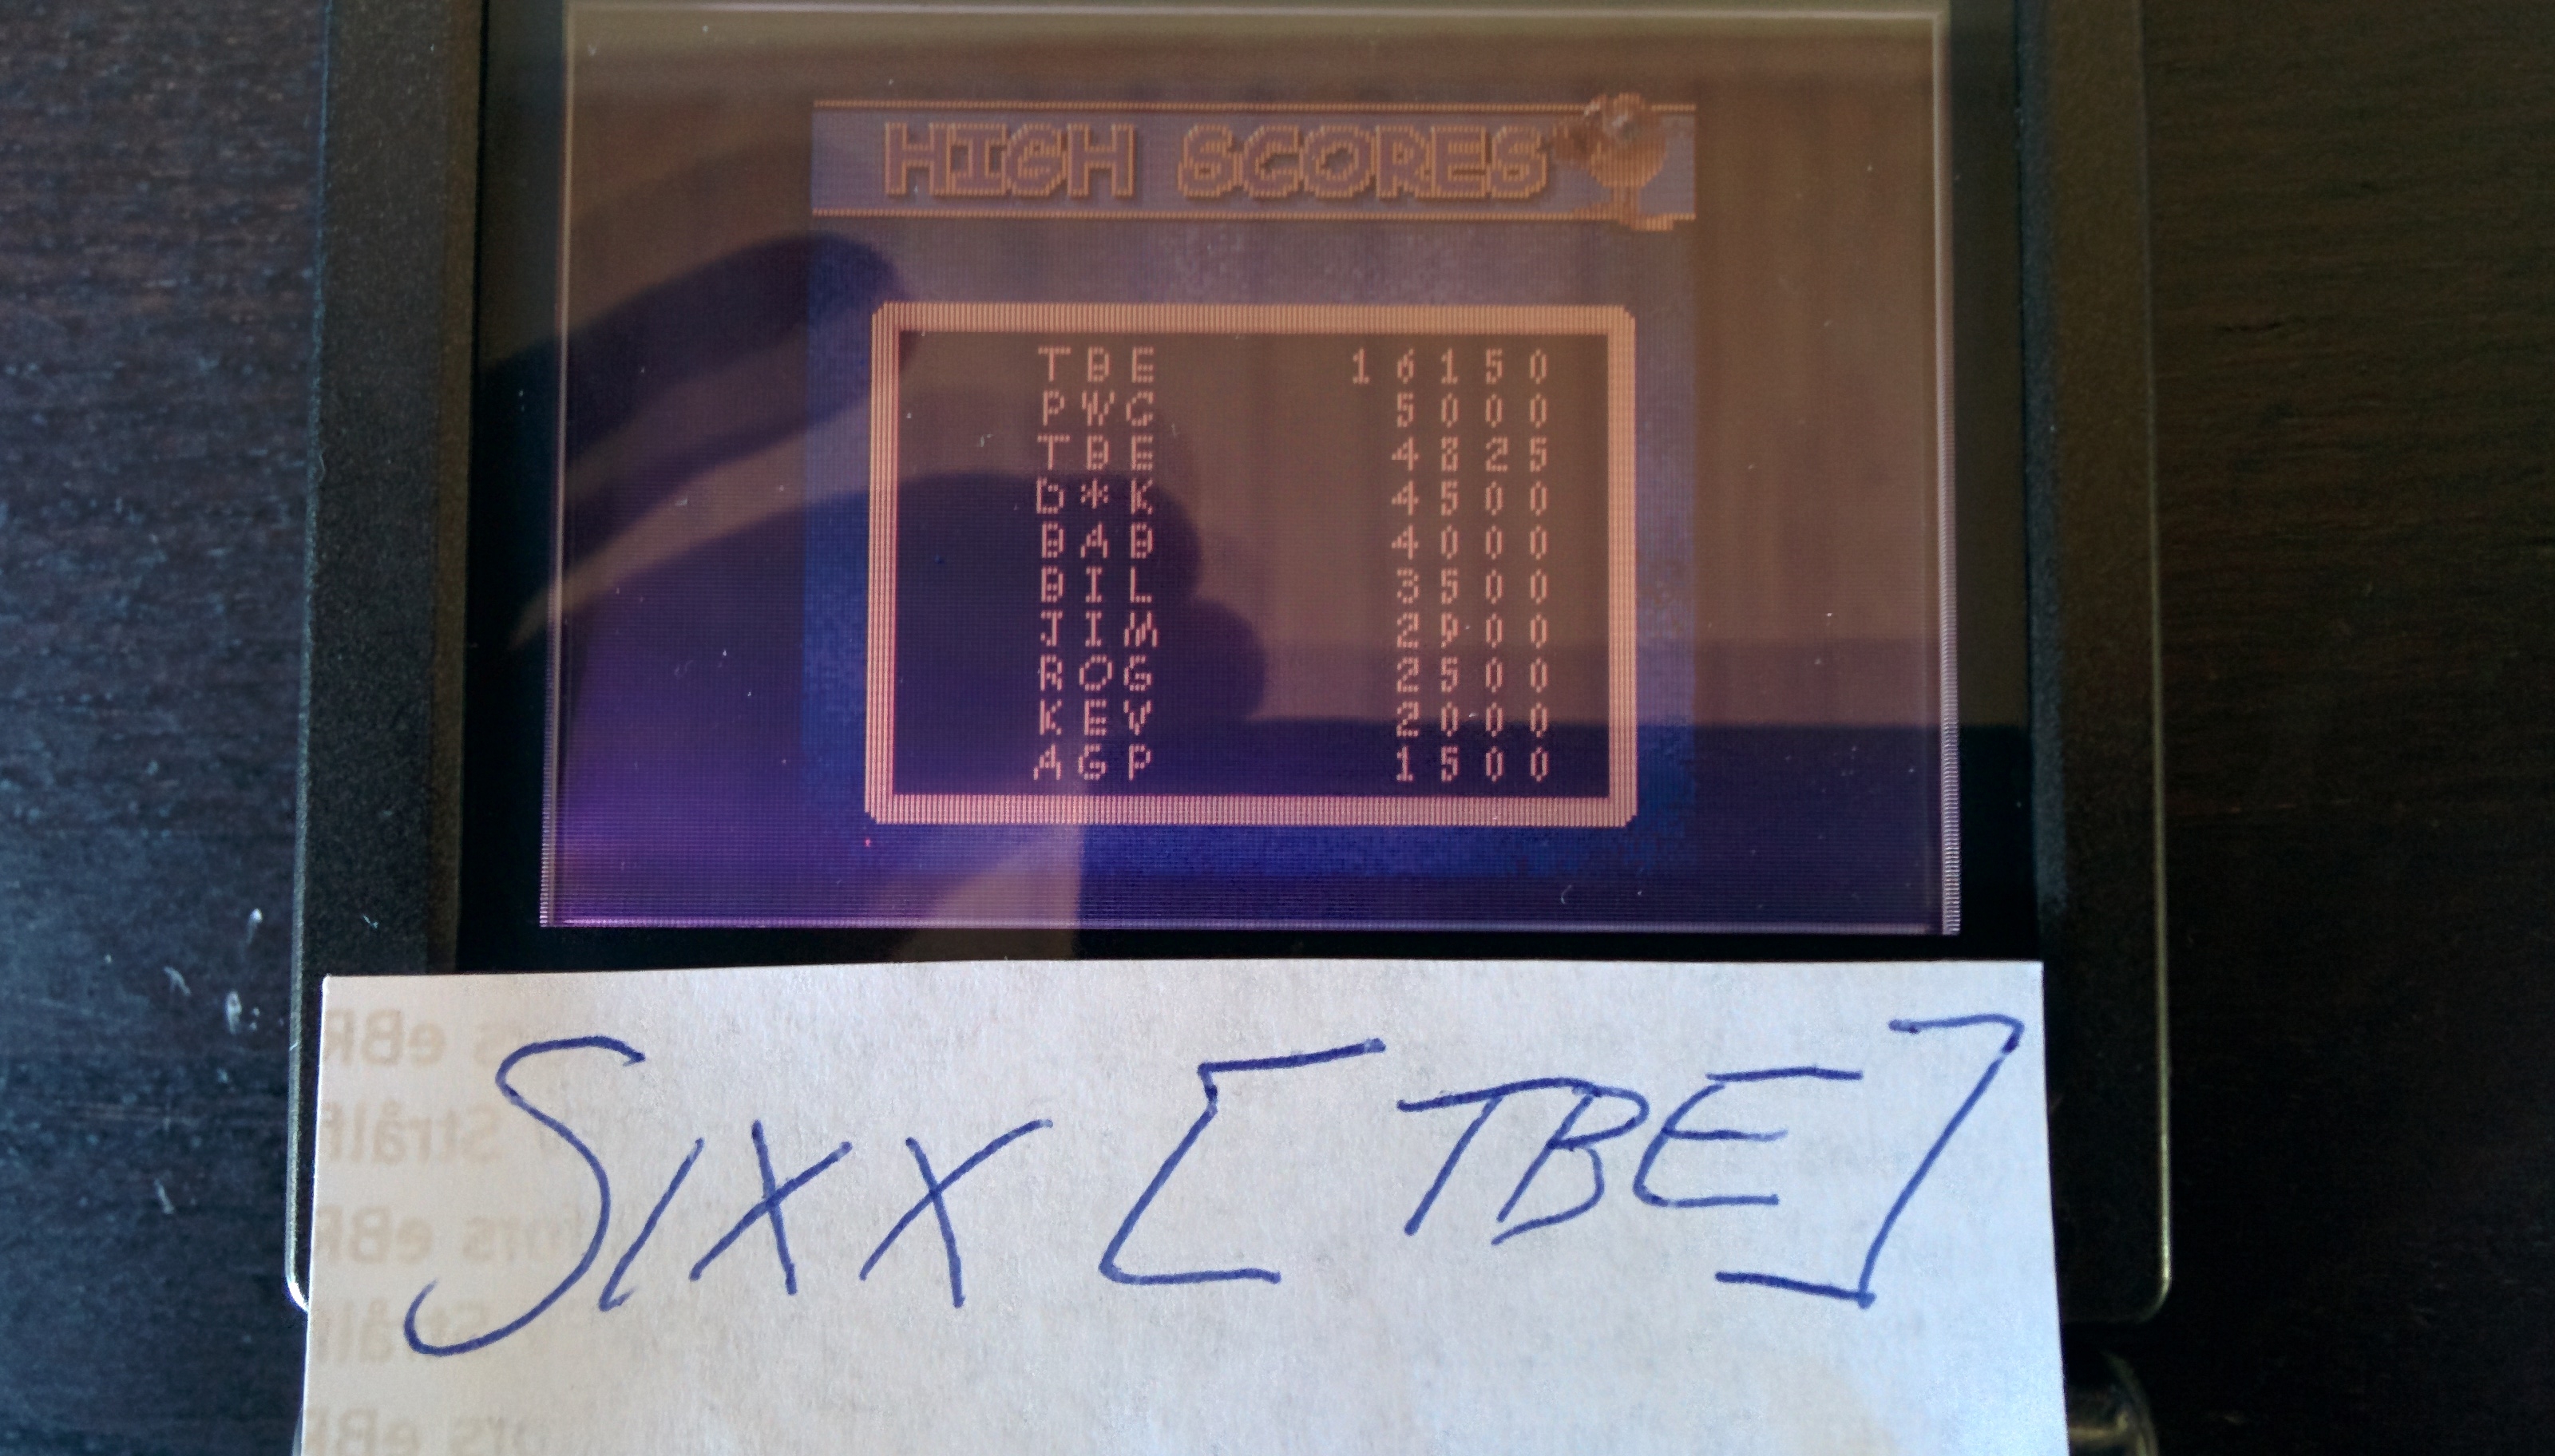 HIGH SCORES
TBE 16150
PWG 5000
TBE 4825
D*K 4500
BAB 4000
BIL 3500
JIM 2900
ROG 2500
KEV 2000
AGP 1500
SIXX [TBE]